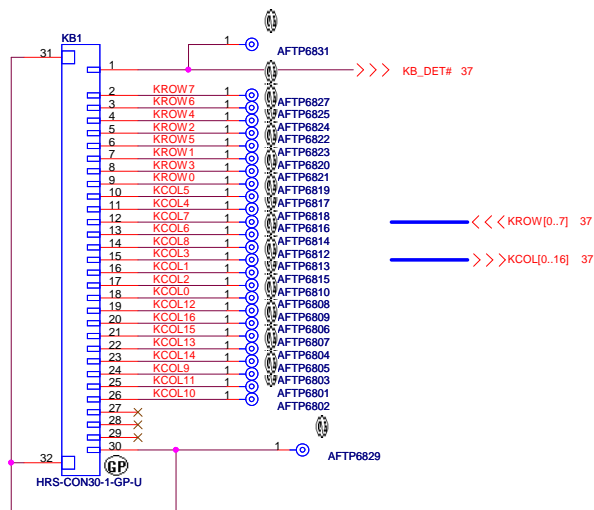 KB1
31
1
1
AFTP6831
KB_DET# 37
2 KROW7 1 AFTP6827
3 KROW6 1 AFTP6825
4 KROW4 1 AFTP6824
5 KROW2 1 AFTP6822
6 KROW5 1 AFTP6823
7 KROW1 1 AFTP6820
8 KROW3 1 AFTP6821
9 KROW0 1 AFTP6819
10 KCOL5 1 AFTP6817
11 KCOL4 1 AFTP6818
12 KCOL7 1 AFTP6816
13 KCOL6 1 AFTP6814
14 KCOL8 1 AFTP6812
15 KCOL3 1 AFTP6813
16 KCOL1 1 AFTP6815
17 KCOL2 1 AFTP6810
18 KCOL0 1 AFTP6808
19 KCOL12 1 AFTP6809
20 KCOL16 1 AFTP6806
21 KCOL15 1 AFTP6807
22 KCOL13 1 AFTP6804
23 KCOL14 1 AFTP6805
24 KCOL9 1 AFTP6803
25 KCOL11 1 AFTP6801
26 KCOL10 1 AFTP6802
27
28
29
30 1 AFTP6829
32
GP
HRS-CON30-1-GP-U
KROW[0..7] 37
KCOL[0..16] 37